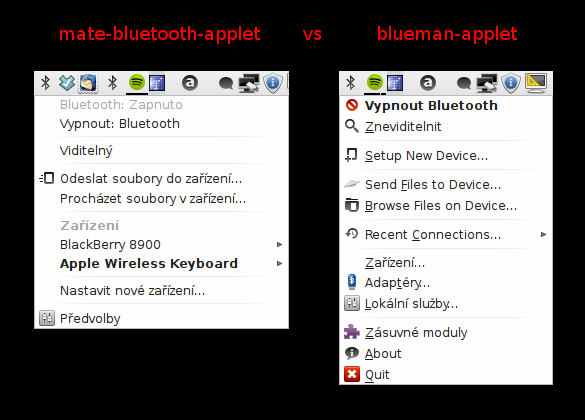 mate-bluetooth-applet vs blueman-applet
Bluetooth: Zapnuto
Vypnout: Bluetooth
Viditelný
Odeslat soubory do zařízení...
Procházet soubory v zařízení...
Zařízení
BlackBerry 8900
Apple Wireless Keyboard
Nastavit nové zařízení...
Předvolby
Vypnout Bluetooth
Zneviditelnit
Setup New Device...
Send Files to Device...
Browse Files on Device...
Recent Connections...
Zařízení...
Adaptéry...
Lokální služby...
Zásuvné moduly
About
Quit